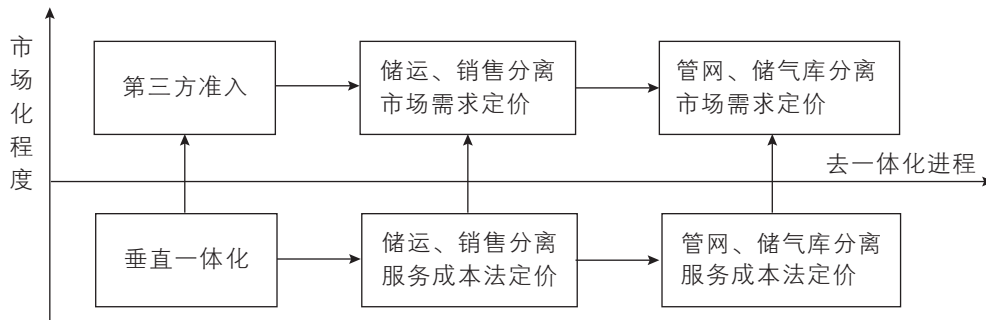 市场化程度
第三方准入
储运、销售分离
市场需求定价
管网、储气库分离
市场需求定价
去一体化进程
垂直一体化
储运、销售分离
服务成本法定价
管网、储气库分离
服务成本法定价